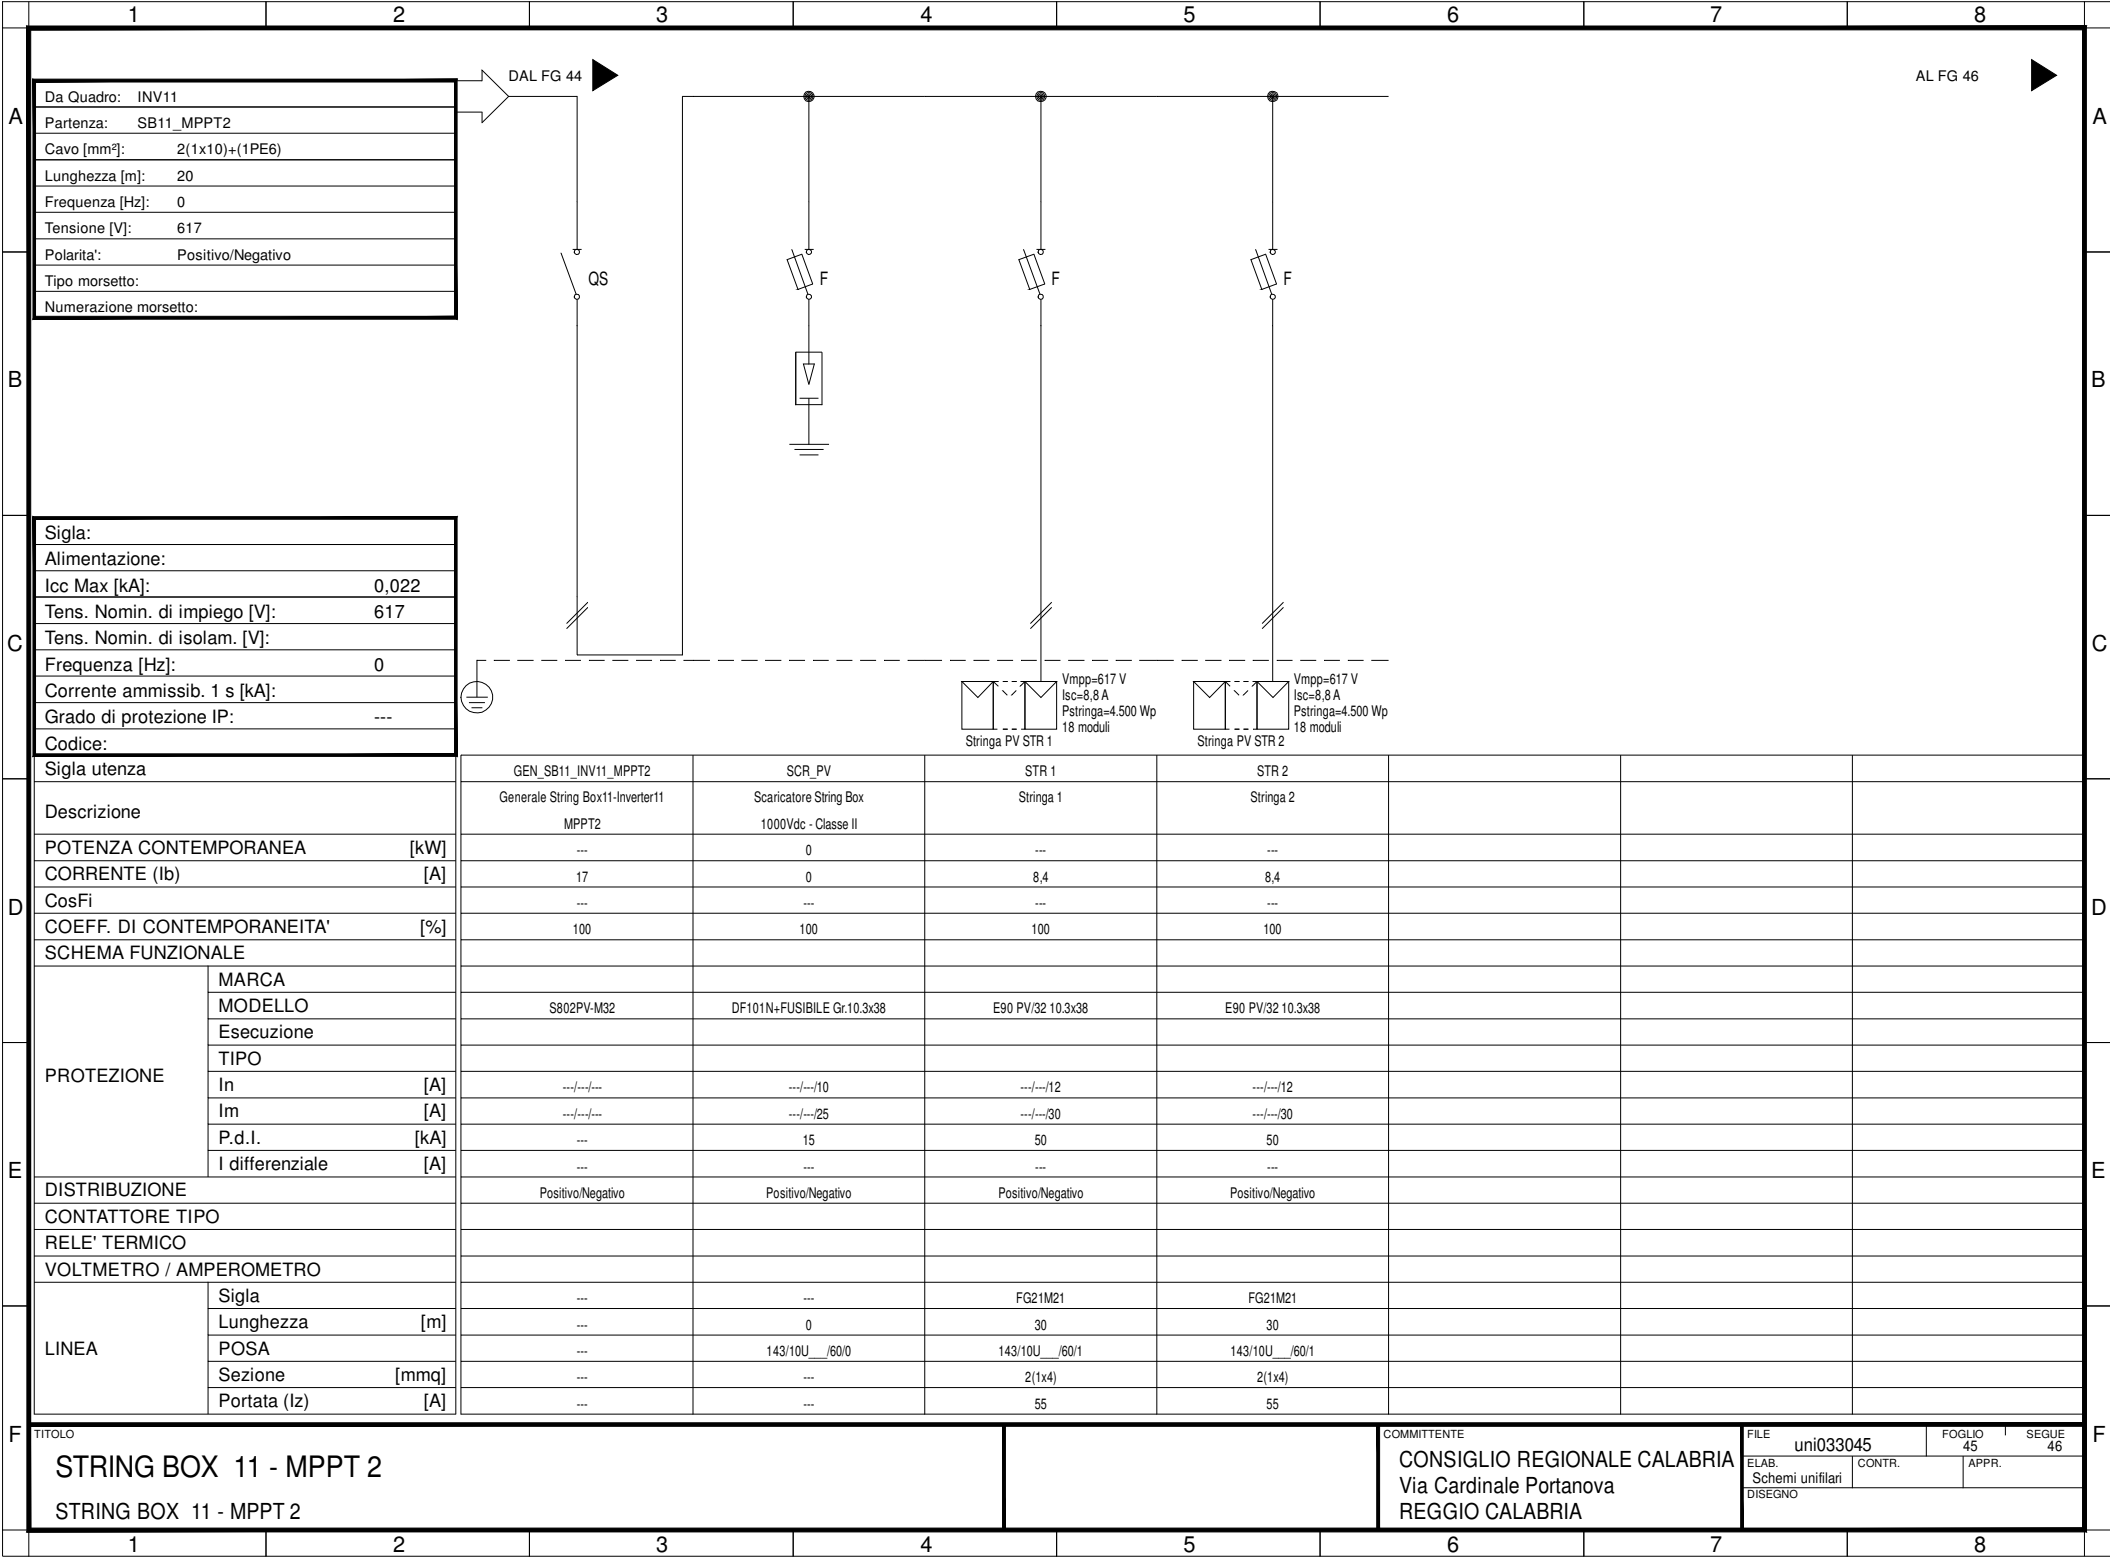 1 2 3 4 5 6 7 8
DAL FG 44
AL FG 46
A A
Da Quadro: INV11
Partenza: SB11_MPPT2
Cavo [mm²]: 2(1x10)+(1PE6)
Lunghezza [m]: 20
Frequenza [Hz]: 0
Tensione [V]: 617
Polarita': Positivo/Negativo
Tipo morsetto:
Numerazione morsetto:
QS F F F
B B
Sigla:
Alimentazione:
Icc Max [kA]: 0,022
Tens. Nomin. di impiego [V]: 617
Tens. Nomin. di isolam. [V]:
Frequenza [Hz]: 0
Corrente ammissib. 1 s [kA]:
Grado di protezione IP: ---
Codice:
C C
Vmpp=617 V
Isc=8,8 A
Pstringa=4.500 Wp
18 moduli
Stringa PV STR 1
Vmpp=617 V
Isc=8,8 A
Pstringa=4.500 Wp
18 moduli
Stringa PV STR 2
Sigla utenza GEN_SB11_INV11_MPPT2 SCR_PV STR 1 STR 2
Descrizione Generale String Box11-Inverter11 Scaricatore String Box Stringa 1 Stringa 2
MPPT2 1000Vdc - Classe II
POTENZA CONTEMPORANEA [kW] --- 0 --- ---
CORRENTE (Ib) [A] 17 0 8,4 8,4
D D
CosFi --- --- --- ---
COEFF. DI CONTEMPORANEITA' [%] 100 100 100 100
SCHEMA FUNZIONALE
PROTEZIONE
MARCA
MODELLO S802PV-M32 DF101N+FUSIBILE Gr.10.3x38 E90 PV/32 10.3x38 E90 PV/32 10.3x38
Esecuzione
TIPO
In [A] ---/---/--- ---/---/10 ---/---/12 ---/---/12
Im [A] ---/---/--- ---/---/25 ---/---/30 ---/---/30
P.d.I. [kA] --- 15 50 50
I differenziale [A] --- --- --- ---
E E
DISTRIBUZIONE Positivo/Negativo Positivo/Negativo Positivo/Negativo Positivo/Negativo
CONTATTORE TIPO
RELE' TERMICO
VOLTMETRO / AMPEROMETRO
LINEA
Sigla --- --- FG21M21 FG21M21
Lunghezza [m] --- 0 30 30
POSA --- 143/10U___/60/0 143/10U___/60/1 143/10U___/60/1
Sezione [mmq] --- --- 2(1x4) 2(1x4)
Portata (Iz) [A] --- --- 55 55
F F
TITOLO
STRING BOX 11 - MPPT 2
STRING BOX 11 - MPPT 2
COMMITTENTE
CONSIGLIO REGIONALE CALABRIA
Via Cardinale Portanova
REGGIO CALABRIA
FILE uni033045
FOGLIO 45
SEGUE 46
ELAB. Schemi unifilari
CONTR.
APPR.
DISEGNO
1 2 3 4 5 6 7 8